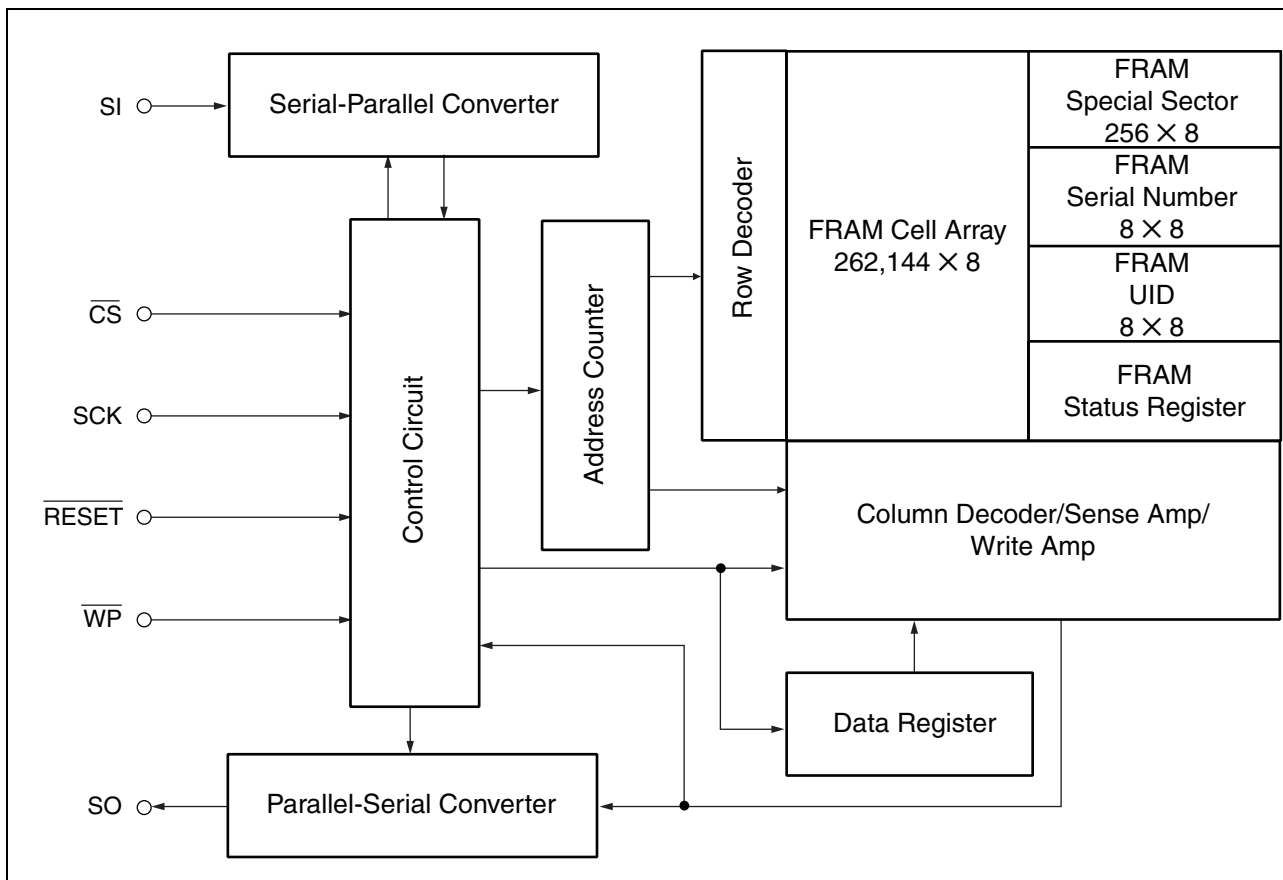 SI
Serial-Parallel Converter
CS
SCK
RESET
WP
SO
Control Circuit
Parallel-Serial Converter
Address Counter
Row Decoder
FRAM Cell Array
262,144 × 8
FRAM
Special Sector
256 × 8
FRAM
Serial Number
8 × 8
FRAM
UID
8 × 8
FRAM
Status Register
Column Decoder/Sense Amp/
Write Amp
Data Register